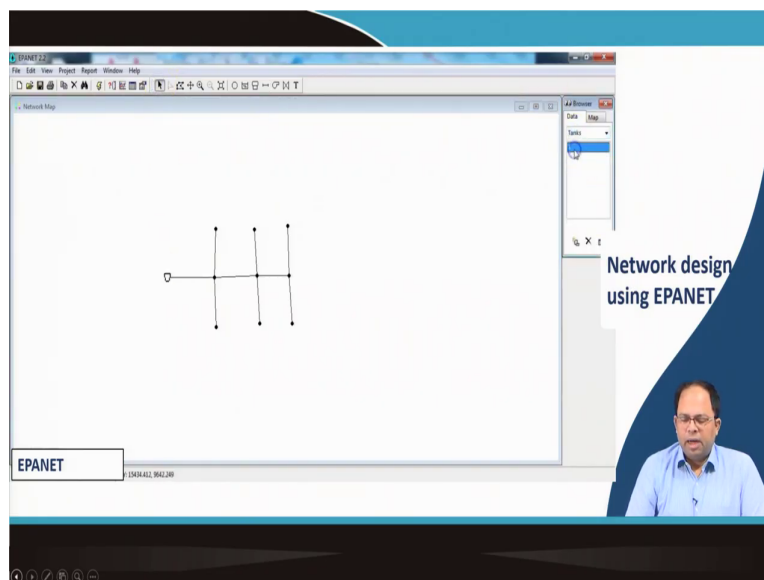 EPANET 2.2
File Edit View Project Report Window Help
Network Map
Browser
Data Map
Tanks
Network design
using EPANET
EPANET
15434.412, 9642.249